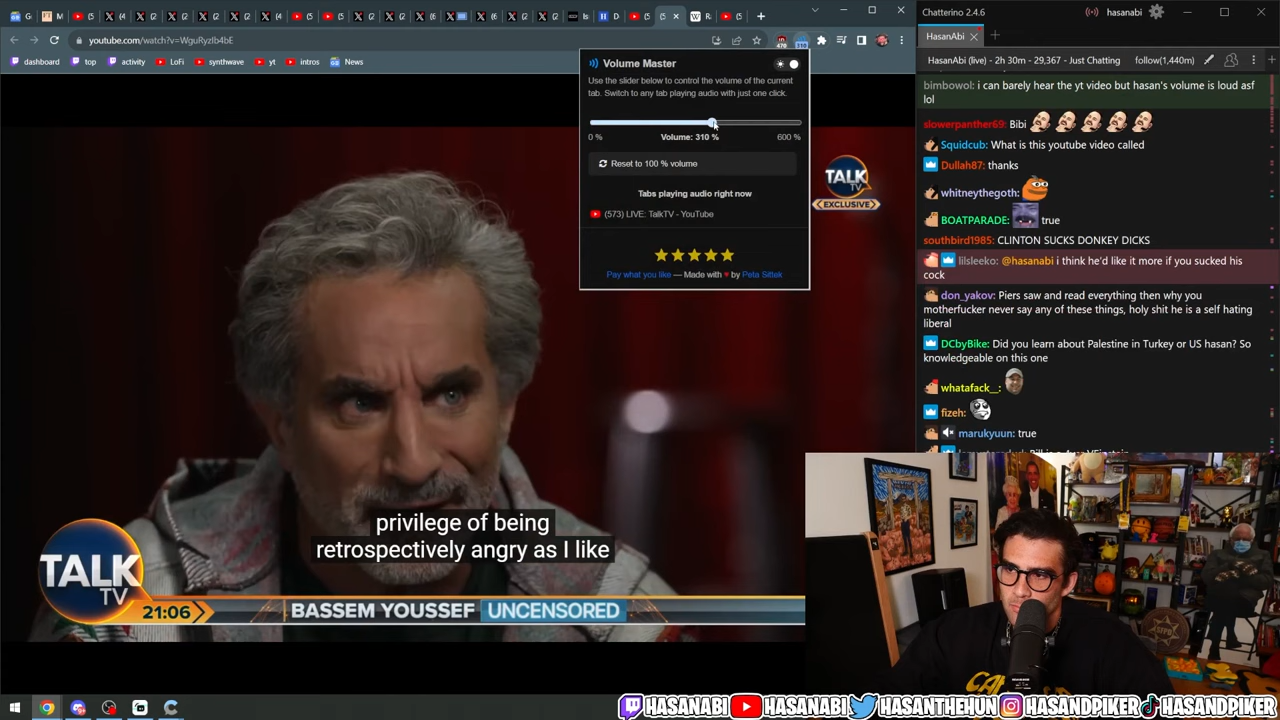 youtube.com/watch?v=WguRyzIb4bE
dashboard
top
activity
LoFi
synthwave
yt
intros
News
Volume Master
Use the slider below to control the volume of the current
tab. Switch to any tab playing audio with just one click.
0 %
Volume: 310 %
600 %
Reset to 100 % volume
Tabs playing audio right now
(573) LIVE: TalkTV - YouTube
Pay what you like — Made with ♥ by Peta Sittek
TALK
TV
EXCLUSIVE
privilege of being
retrospectively angry as I like
TALK
TV
21:06
BASSEM YOUSSEF UNCENSORED
Chatterino 2.4.6
hasanabi
HasanAbi
HasanAbi (live) - 2h 30m - 29,367 - Just Chatting
follow(1,440m)
bimbowol: i can barely hear the yt video but hasan's volume is loud asf
lol
slowerpanther69: Bibi
Squidcub: What is this youtube video called
Dullah87: thanks
whitneythegoth:
BOATPARADE: true
southbird1985: CLINTON SUCKS DONKEY DICKS
lilsleeko: @hasanabi i think he'd like it more if you sucked his
cock
don_yakov: Piers saw and read everything then why you
motherfucker never say any of these things, holy shit he is a self hating
liberal
DCbyBike: Did you learn about Palestine in Turkey or US hasan? So
knowledgeable on this one
whatafack__:
fizeh:
marukyuun: true
HASANABI
HASANABI
HASANTHEHUN
HASANDPIKER
HASANDPIKER